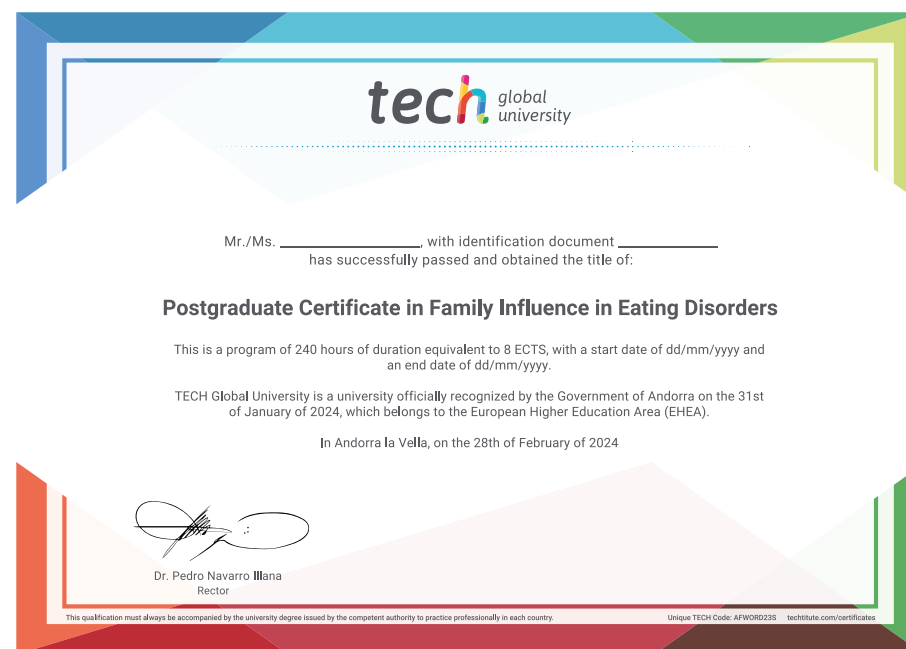 tech global
university
Mr./Ms. ____________, with identification document ____________
has successfully passed and obtained the title of:
Postgraduate Certificate in Family Influence in Eating Disorders
This is a program of 240 hours of duration equivalent to 8 ECTS, with a start date of dd/mm/yyyy and
an end date of dd/mm/yyyy.
TECH Global University is a university officially recognized by the Government of Andorra on the 31st
of January of 2024, which belongs to the European Higher Education Area (EHEA).
In Andorra la Vella, on the 28th of February of 2024
Dr. Pedro Navarro Illana
Rector
This qualification must always be accompanied by the university degree issued by the competent authority to practice professionally in each country.
Unique TECH Code: AFWORD23S techtitute.com/certificates